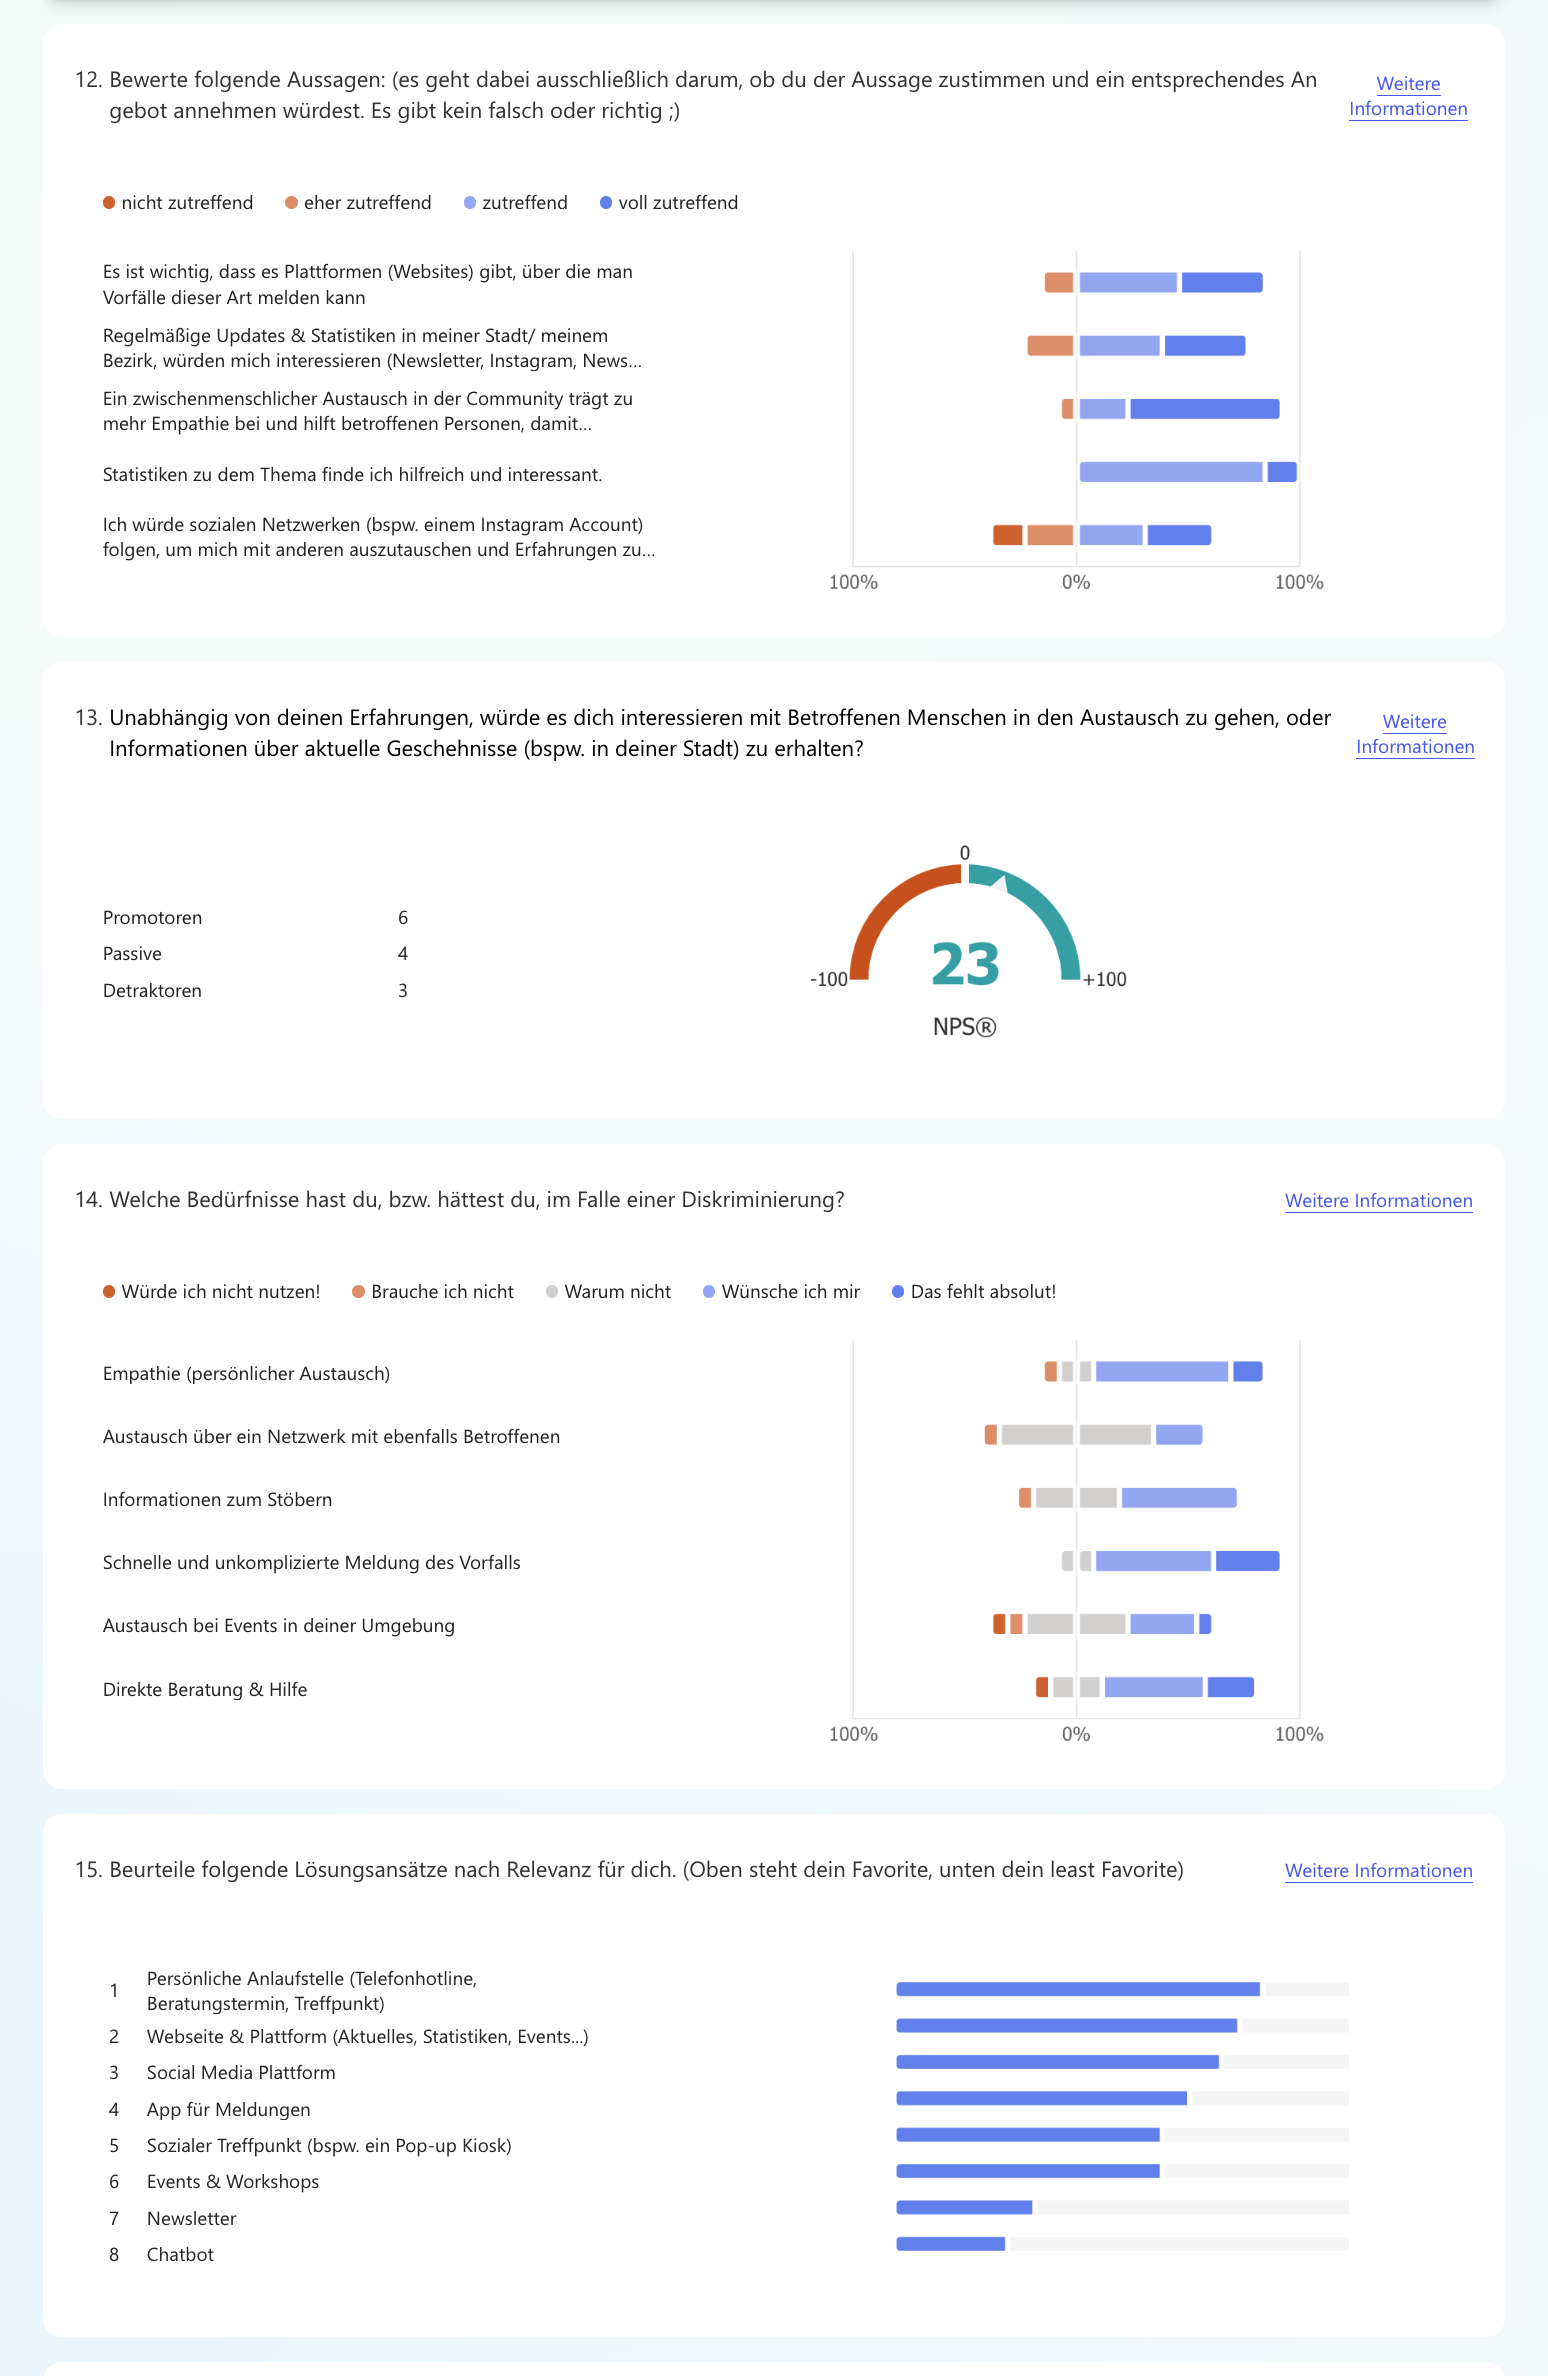 12. Bewerte folgende Aussagen: (es geht dabei ausschließlich darum, ob du der Aussage zustimmen und ein entsprechendes An
gebot annehmen würdest. Es gibt kein falsch oder richtig ;)
Weitere
Informationen
nicht zutreffend
eher zutreffend
zutreffend
voll zutreffend
Es ist wichtig, dass es Plattformen (Websites) gibt, über die man
Vorfälle dieser Art melden kann
Regelmäßige Updates & Statistiken in meiner Stadt/ meinem
Bezirk, würden mich interessieren (Newsletter, Instagram, News...
Ein zwischenmenschlicher Austausch in der Community trägt zu
mehr Empathie bei und hilft betroffenen Personen, damit...
Statistiken zu dem Thema finde ich hilfreich und interessant.
Ich würde sozialen Netzwerken (bspw. einem Instagram Account)
folgen, um mich mit anderen auszutauschen und Erfahrungen zu...
100%
0%
100%
13. Unabhängig von deinen Erfahrungen, würde es dich interessieren mit Betroffenen Menschen in den Austausch zu gehen, oder
Informationen über aktuelle Geschehnisse (bspw. in deiner Stadt) zu erhalten?
Weitere
Informationen
Promotoren 6
Passive 4
Detraktoren 3
0
-100
23
+100
NPS®
14. Welche Bedürfnisse hast du, bzw. hättest du, im Falle einer Diskriminierung?
Weitere Informationen
Würde ich nicht nutzen!
Brauche ich nicht
Warum nicht
Wünsche ich mir
Das fehlt absolut!
Empathie (persönlicher Austausch)
Austausch über ein Netzwerk mit ebenfalls Betroffenen
Informationen zum Stöbern
Schnelle und unkomplizierte Meldung des Vorfalls
Austausch bei Events in deiner Umgebung
Direkte Beratung & Hilfe
100%
0%
100%
15. Beurteile folgende Lösungsansätze nach Relevanz für dich. (Oben steht dein Favorite, unten dein least Favorite)
Weitere Informationen
1 Persönliche Anlaufstelle (Telefonhotline,
Beratungstermin, Treffpunkt)
2 Webseite & Plattform (Aktuelles, Statistiken, Events...)
3 Social Media Plattform
4 App für Meldungen
5 Sozialer Treffpunkt (bspw. ein Pop-up Kiosk)
6 Events & Workshops
7 Newsletter
8 Chatbot